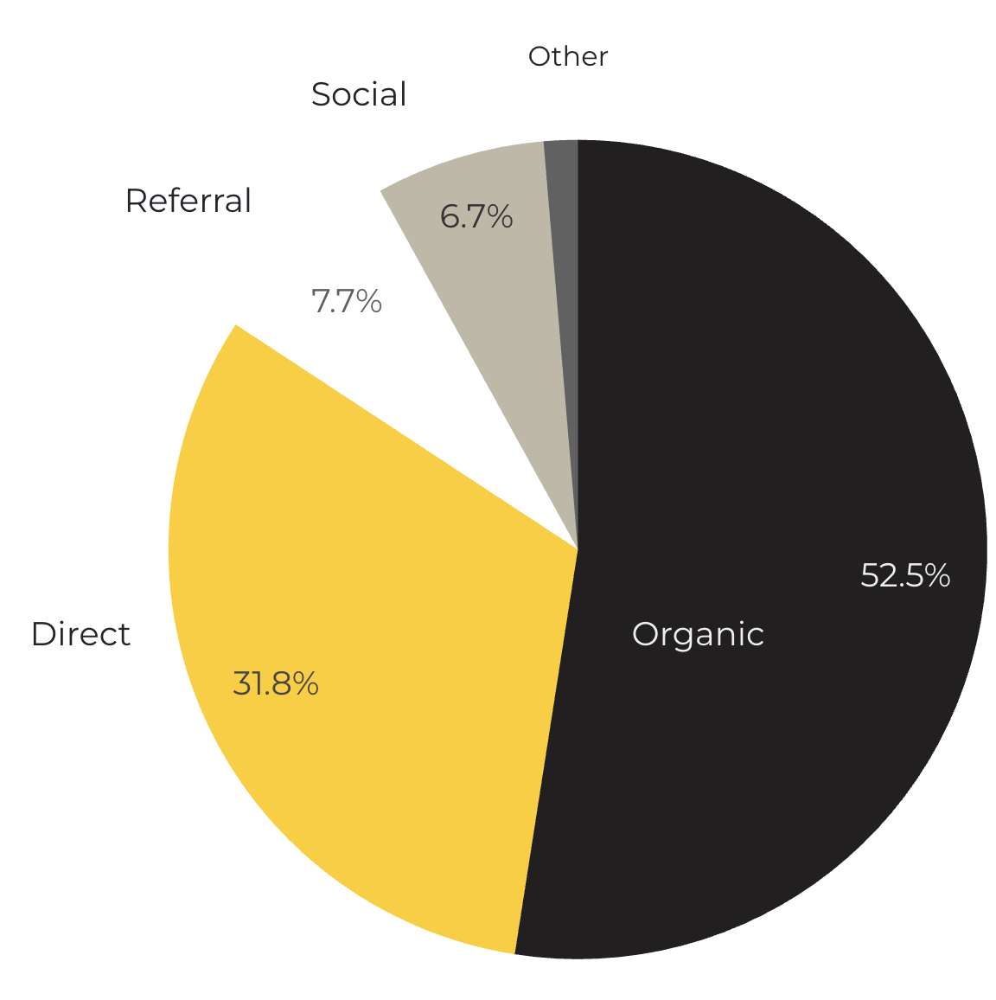 Other
Social
Referral
6.7%
7.7%
52.5%
Direct
Organic
31.8%